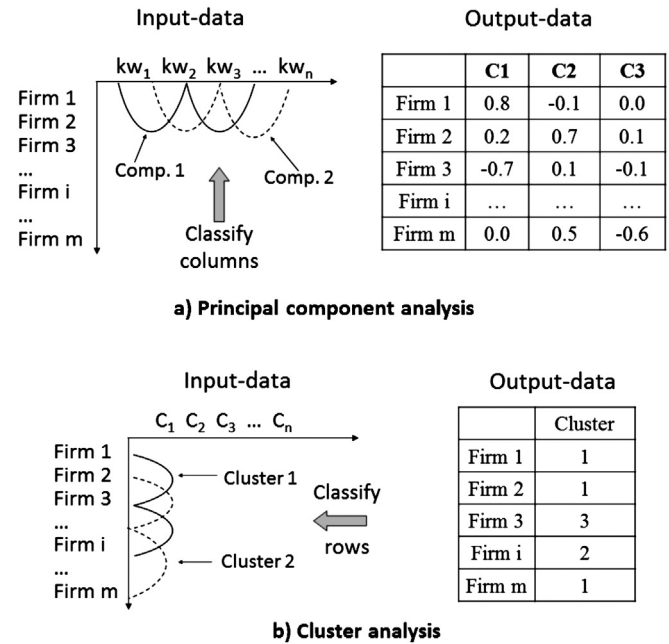 Input-data
Output-data
kw1 kw2 kw3 ... kwn
Firm 1
Firm 2
Firm 3
...
Firm i
...
Firm m
Comp. 1
Comp. 2
Classify
columns
C1 C2 C3
Firm 1 0.8 -0.1 0.0
Firm 2 0.2 0.7 0.1
Firm 3 -0.7 0.1 -0.1
Firm i ... ... ...
Firm m 0.0 0.5 -0.6
a) Principal component analysis
Input-data
Output-data
C1 C2 C3 ... Cn
Firm 1
Firm 2
Firm 3
...
Firm i
...
Firm m
Cluster 1
Cluster 2
Classify
rows
Cluster
Firm 1 1
Firm 2 1
Firm 3 3
Firm i 2
Firm m 1
b) Cluster analysis